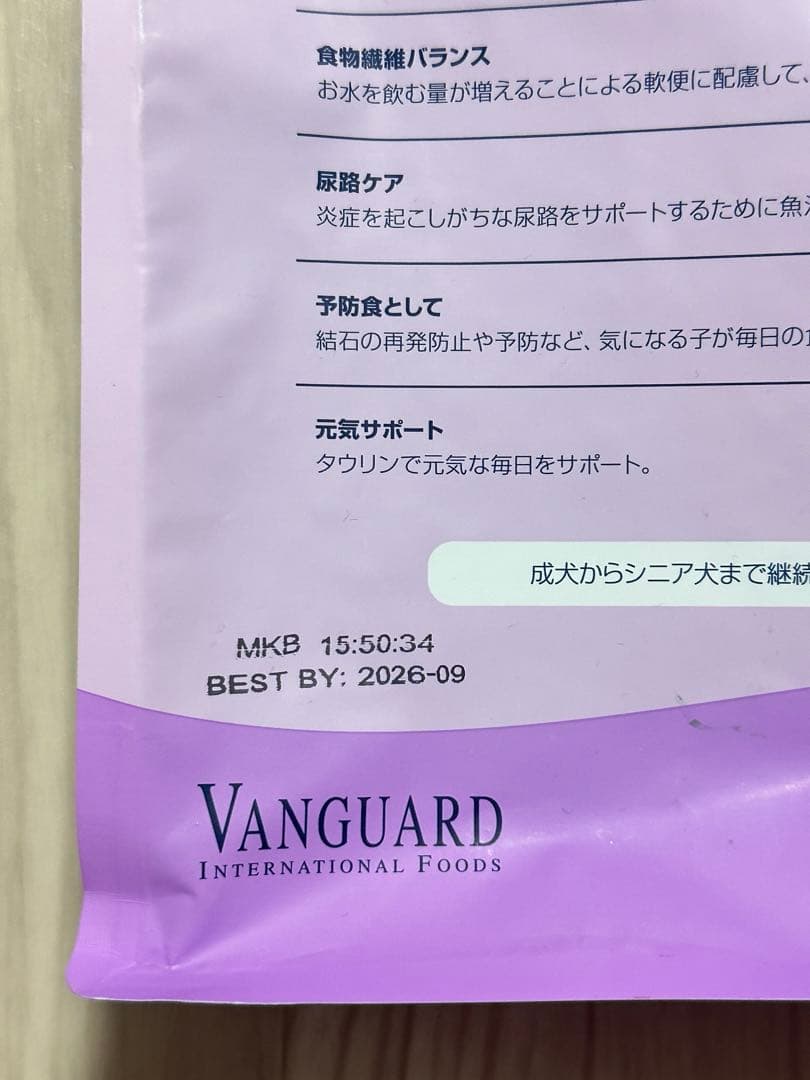 食物繊維バランス
お水を飲む量が増えることによる軟便に配慮して、
尿路ケア
炎症を起こしがちな尿路をサポートするために魚
予防食として
結石の再発防止や予防など、気になる子が毎日の
元気サポート
タウリンで元気な毎日をサポート。
成犬からシニア犬まで継続
MKB 15:50:34
BEST BY: 2026-09
VANGUARD
INTERNATIONAL FOODS